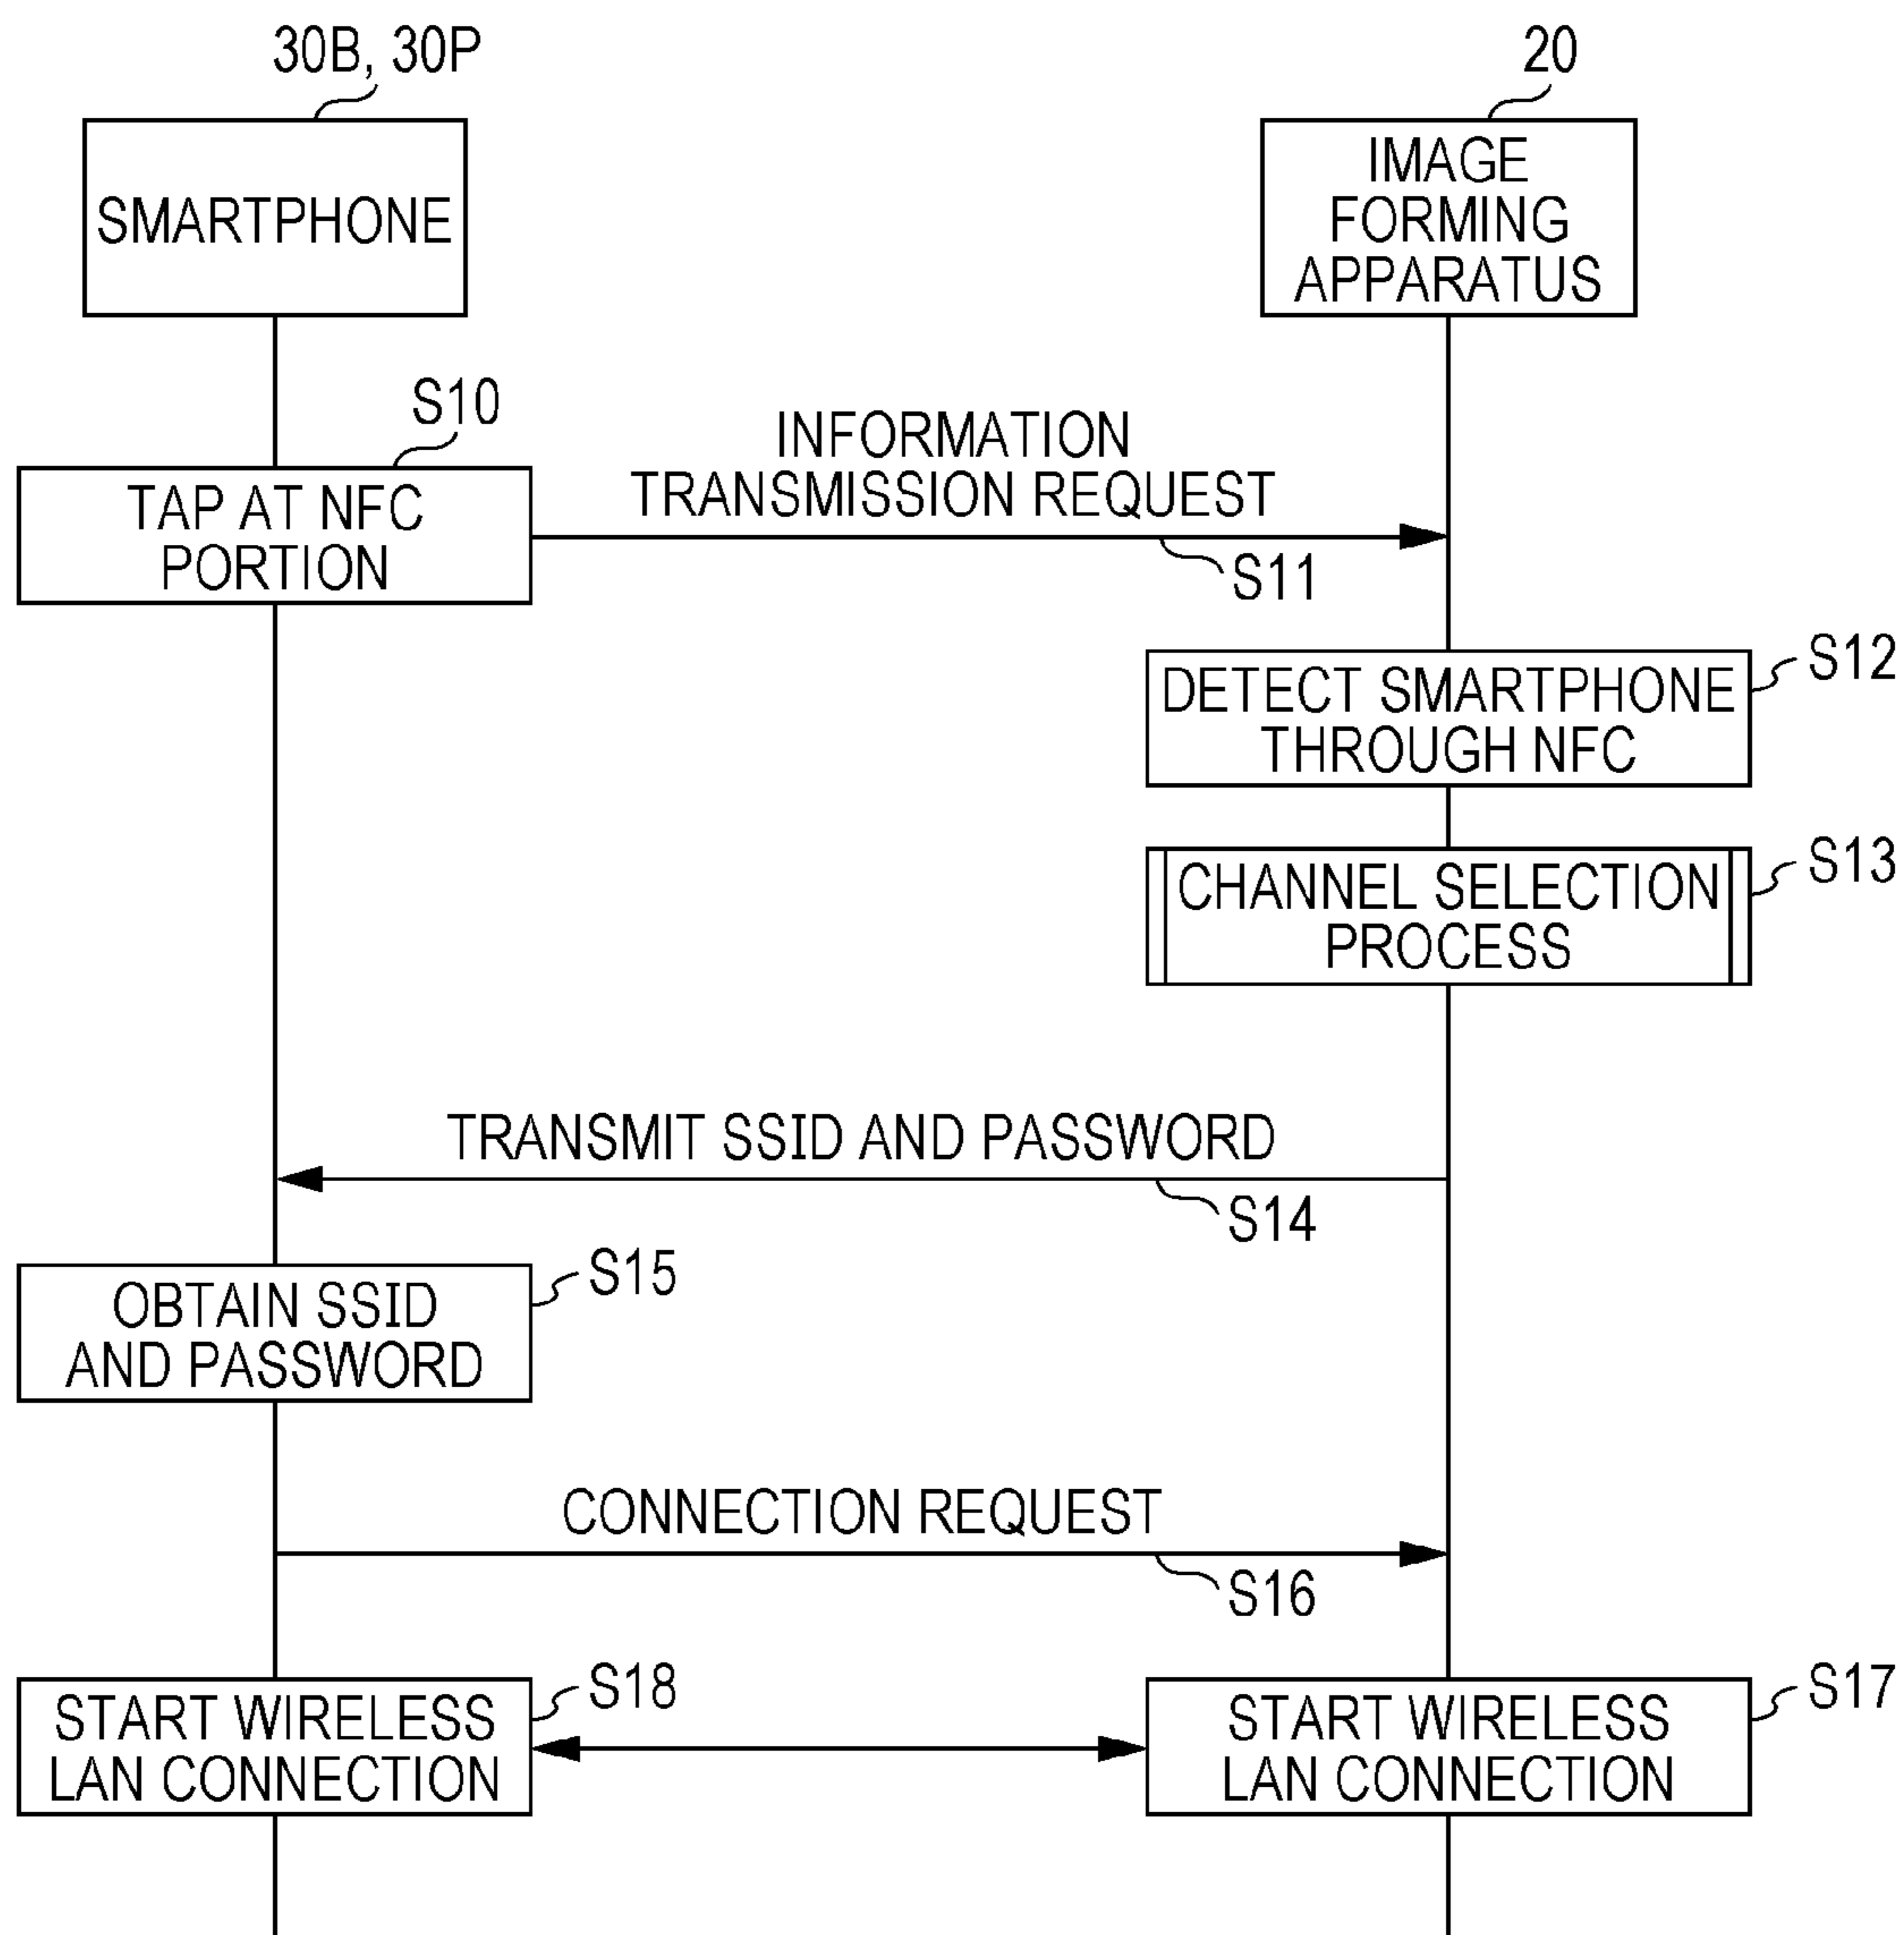 30B, 30P
20
SMARTPHONE
IMAGE
FORMING
APPARATUS
S10
TAP AT NFC
PORTION
INFORMATION
TRANSMISSION REQUEST
S11
S12
DETECT SMARTPHONE
THROUGH NFC
S13
CHANNEL SELECTION
PROCESS
TRANSMIT SSID AND PASSWORD
S14
S15
OBTAIN SSID
AND PASSWORD
CONNECTION REQUEST
S16
S18
START WIRELESS
LAN CONNECTION
S17
START WIRELESS
LAN CONNECTION